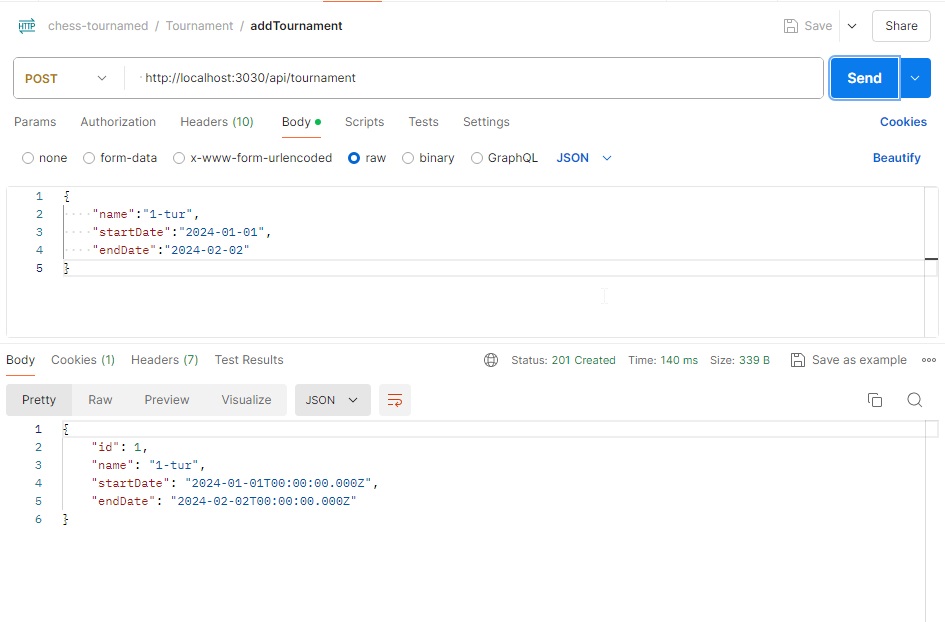 HTTP chess-tournamed / Tournament / addTournament Save Share
POST http://localhost:3030/api/tournament Send
Params Authorization Headers (10) Body Scripts Tests Settings Cookies
none form-data x-www-form-urlencoded raw binary GraphQL JSON Beautify
1 {
2 "name":"1-tur",
3 "startDate":"2024-01-01",
4 "endDate":"2024-02-02"
5 }
Body Cookies (1) Headers (7) Test Results Status: 201 Created Time: 140 ms Size: 339 B Save as example
Pretty Raw Preview Visualize JSON
1 {
2 "id": 1,
3 "name": "1-tur",
4 "startDate": "2024-01-01T00:00:00.000Z",
5 "endDate": "2024-02-02T00:00:00.000Z"
6 }